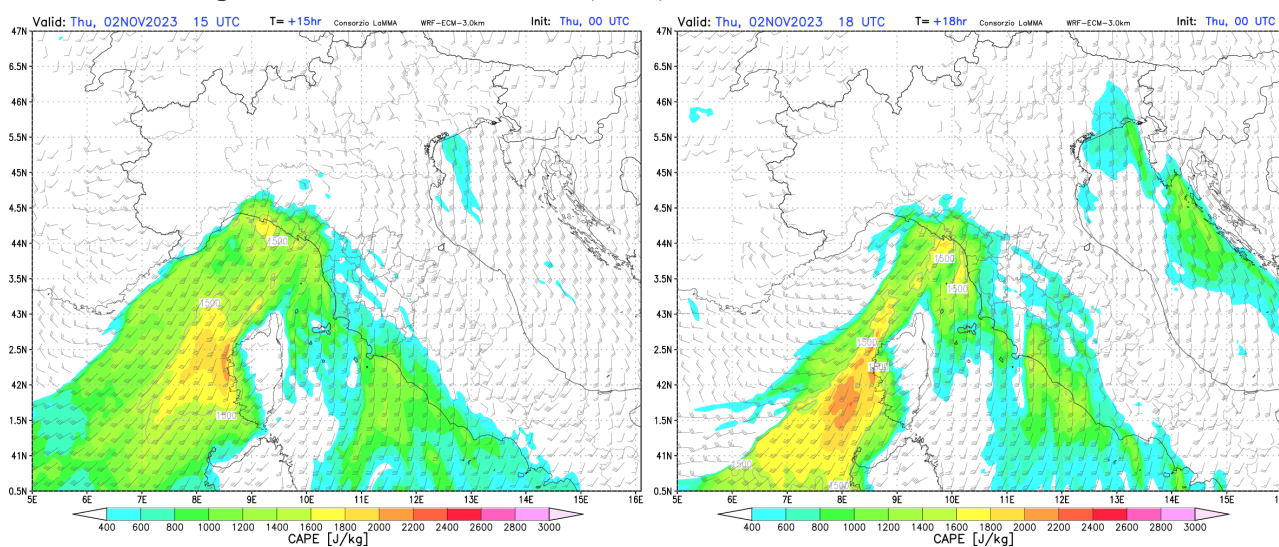 Valid: Thu, 02NOV2023 15 UTC T= +15hr Consorzio LaMMA WRF-ECM-3.0km Init: Thu, 00 UTC
47N
6.5N
46N
5.5N
45N
4.5N
44N
3.5N
43N
2.5N
42N
1.5N
41N
0.5N
5E 6E 7E 8E 9E 10E 11E 12E 13E 14E 15E 16E
1500
1500
1500
400 600 800 1000 1200 1400 1600 1800 2000 2200 2400 2600 2800 3000
CAPE [J/kg]
Valid: Thu, 02NOV2023 18 UTC T= +18hr Consorzio LaMMA WRF-ECM-3.0km Init: Thu, 00 UTC
47N
6.5N
46N
5.5N
45N
4.5N
44N
3.5N
43N
2.5N
42N
1.5N
41N
0.5N
5E 6E 7E 8E 9E 10E 11E 12E 13E 14E 15E
1500
1500
1500
1500
1500
400 600 800 1000 1200 1400 1600 1800 2000 2200 2400 2600 2800 3000
CAPE [J/kg]